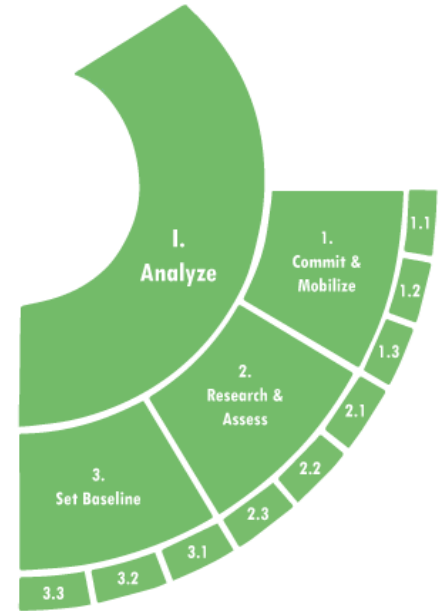 I.
Analyze
1.
Commit &
Mobilize
1.1
1.2
1.3
2.
Research &
Assess
2.1
2.2
2.3
3.
Set Baseline
3.1
3.2
3.3